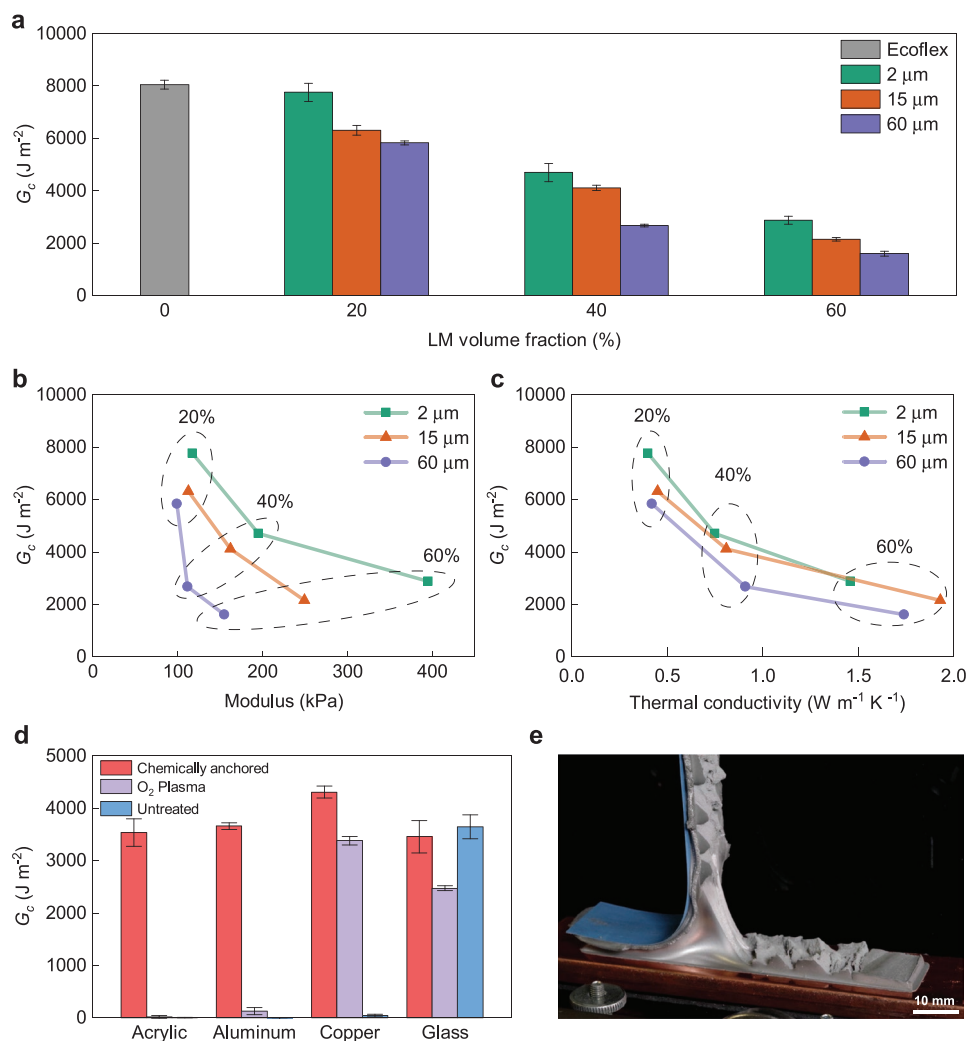 a
10000
8000
6000
4000
2000
0
G_c (J m⁻²)
Ecoflex
2 μm
15 μm
60 μm
0
20
40
60
LM volume fraction (%)
b
10000
8000
6000
4000
2000
0
G_c (J m⁻²)
20%
40%
60%
2 μm
15 μm
60 μm
0
100
200
300
400
Modulus (kPa)
c
10000
8000
6000
4000
2000
0
G_c (J m⁻²)
20%
40%
60%
2 μm
15 μm
60 μm
0.0
0.5
1.0
1.5
2.0
Thermal conductivity (W m⁻¹ K⁻¹)
d
5000
4000
3000
2000
1000
0
G_c (J m⁻²)
Chemically anchored
O₂ Plasma
Untreated
Acrylic
Aluminum
Copper
Glass
e
10 mm